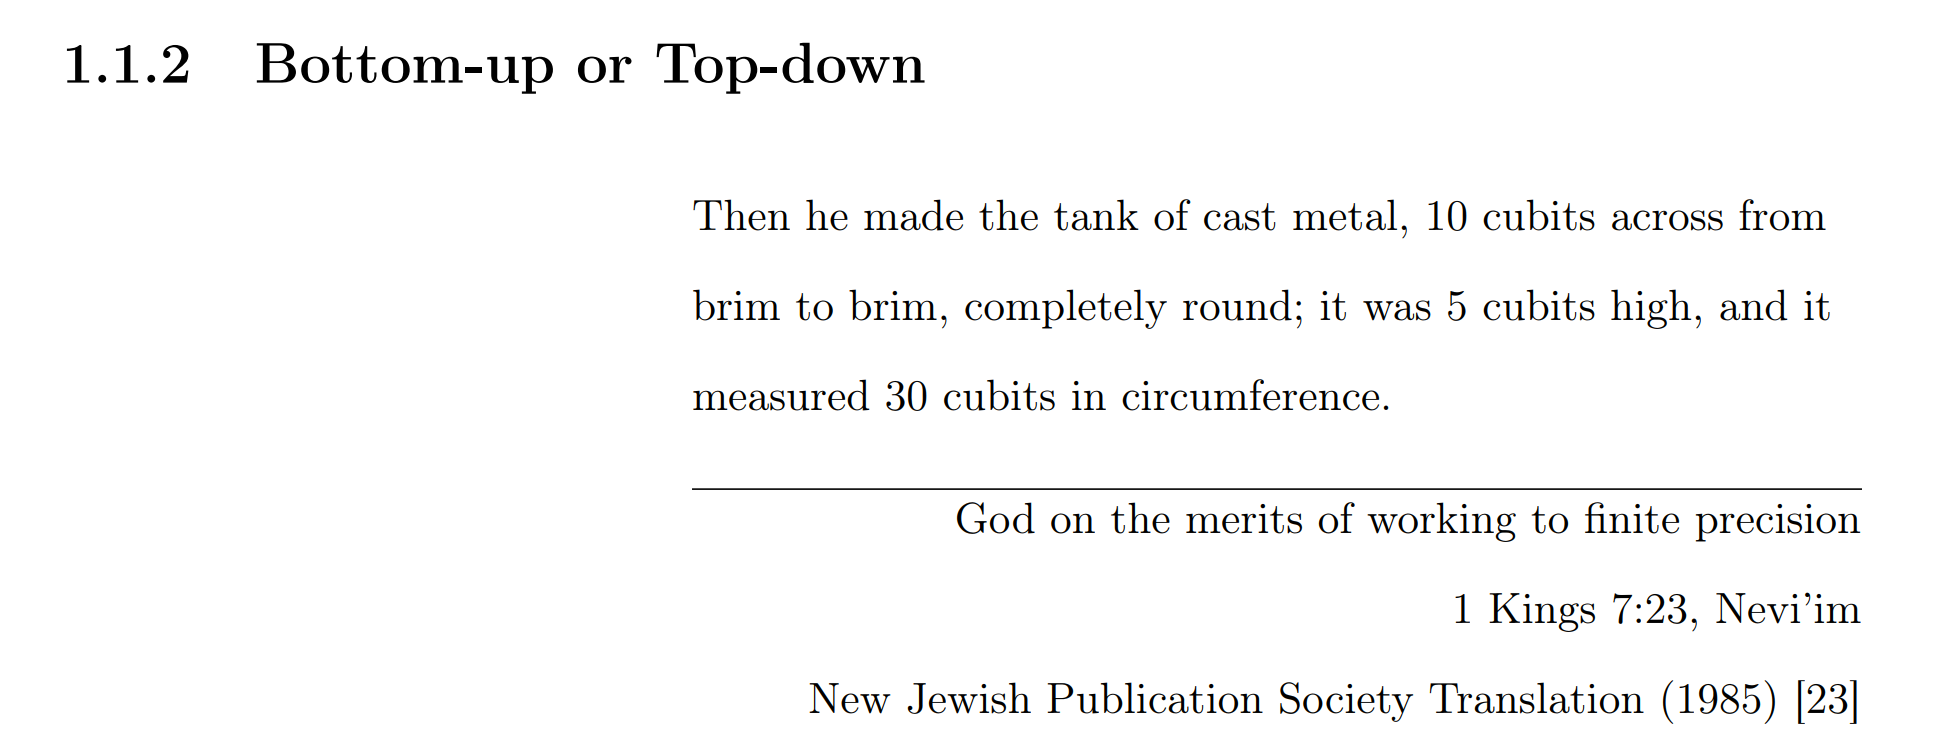 1.1.2 Bottom-up or Top-down
Then he made the tank of cast metal, 10 cubits across from
brim to brim, completely round; it was 5 cubits high, and it
measured 30 cubits in circumference.
God on the merits of working to finite precision
1 Kings 7:23, Nevi’im
New Jewish Publication Society Translation (1985) [23]